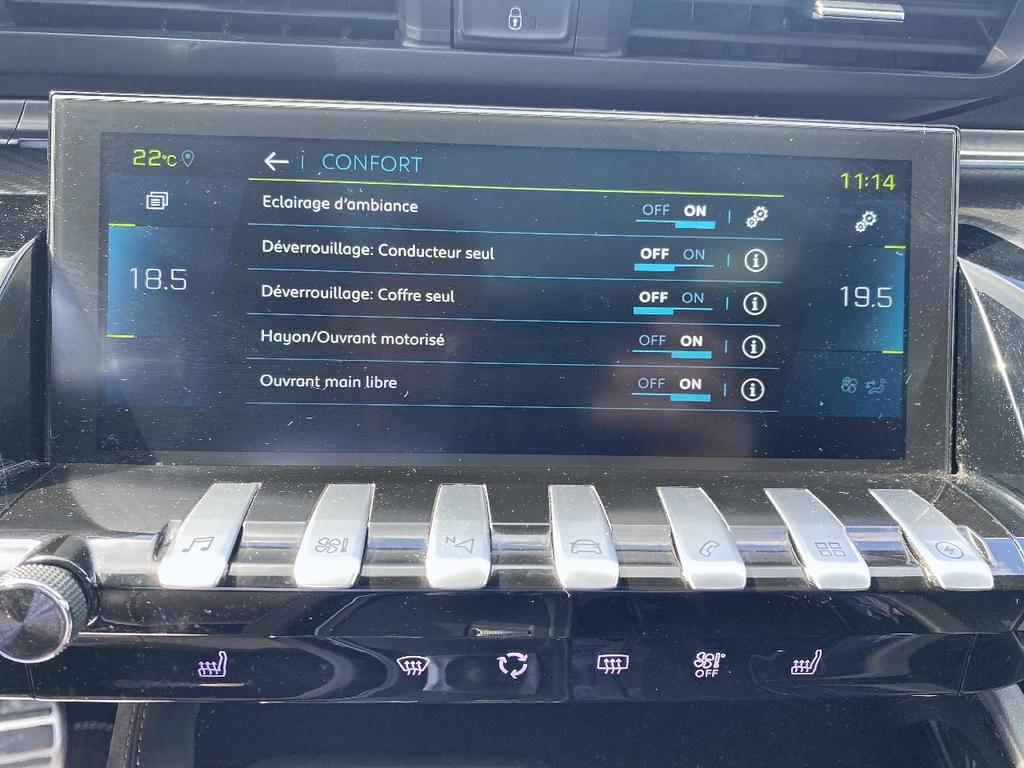 22°C
CONFORT
11:14
Eclairage d'ambiance OFF ON
Déverrouillage: Conducteur seul OFF ON
18.5
19.5
Déverrouillage: Coffre seul OFF ON
Hayon/Ouvrant motorisé OFF ON
Ouvrant main libre OFF ON
N
OFF